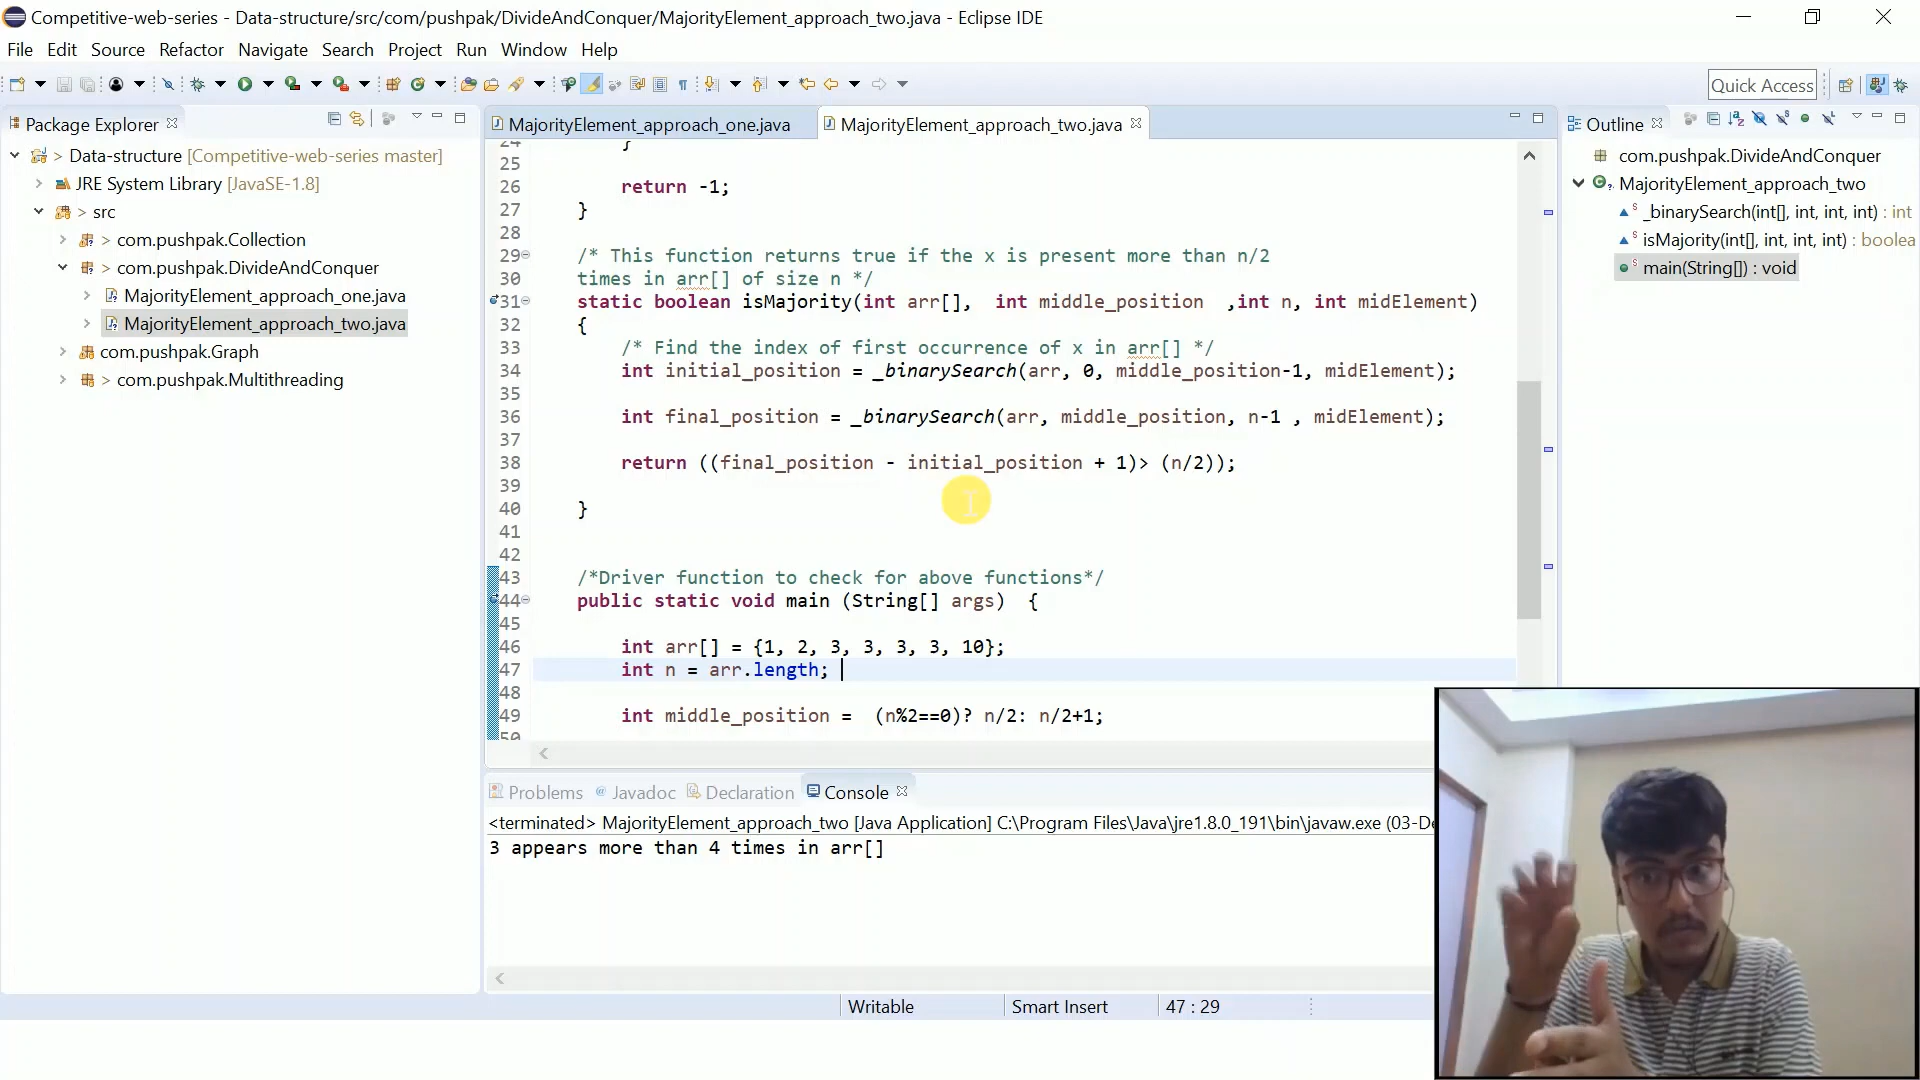 Competitive-web-series - Data-structure/src/com/pushpak/DivideAndConquer/MajorityElement_approach_two.java - Eclipse IDE
File Edit Source Refactor Navigate Search Project Run Window Help
Quick Access
Package Explorer
> Data-structure [Competitive-web-series master]
JRE System Library [JavaSE-1.8]
> src
> com.pushpak.Collection
> com.pushpak.DivideAndConquer
MajorityElement_approach_one.java
MajorityElement_approach_two.java
com.pushpak.Graph
> com.pushpak.Multithreading
MajorityElement_approach_one.java MajorityElement_approach_two.java
24 }
25
26 return -1;
27 }
28
29 /* This function returns true if the x is present more than n/2
30 times in arr[] of size n */
31 static boolean isMajority(int arr[], int middle_position ,int n, int midElement)
32 {
33 /* Find the index of first occurrence of x in arr[] */
34 int initial_position = _binarySearch(arr, 0, middle_position-1, midElement);
35
36 int final_position = _binarySearch(arr, middle_position, n-1 , midElement);
37
38 return ((final_position - initial_position + 1)> (n/2));
39
40 }
41
42
43 /*Driver function to check for above functions*/
44 public static void main (String[] args) {
45
46 int arr[] = {1, 2, 3, 3, 3, 3, 10};
47 int n = arr.length;
48
49 int middle_position = (n%2==0)? n/2: n/2+1;
50
Outline
com.pushpak.DivideAndConquer
MajorityElement_approach_two
_binarySearch(int[], int, int, int) : int
isMajority(int[], int, int, int) : boolea
main(String[]) : void
Problems Javadoc Declaration Console
<terminated> MajorityElement_approach_two [Java Application] C:\Program Files\Java\jre1.8.0_191\bin\javaw.exe (03-De
3 appears more than 4 times in arr[]
Writable Smart Insert 47 : 29